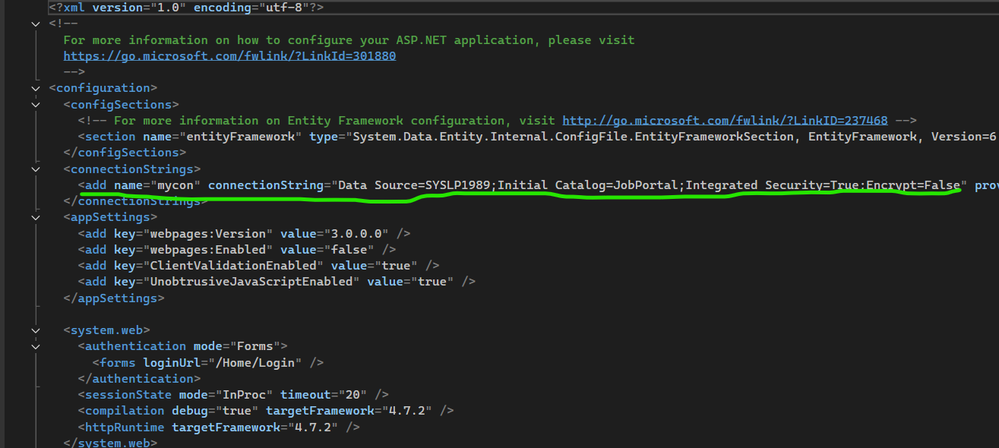 <?xml version="1.0" encoding="utf-8"?>
<!--
For more information on how to configure your ASP.NET application, please visit
https://go.microsoft.com/fwlink/?LinkId=301880
-->
<configuration>
<configSections>
<!-- For more information on Entity Framework configuration, visit http://go.microsoft.com/fwlink/?LinkID=237468 -->
<section name="entityFramework" type="System.Data.Entity.Internal.ConfigFile.EntityFrameworkSection, EntityFramework, Version=6
</configSections>
<connectionStrings>
<add name="mycon" connectionString="Data Source=SYSLP1989;Initial Catalog=JobPortal;Integrated Security=True:Encrypt=False" prov
</connectionStrings>
<appSettings>
<add key="webpages:Version" value="3.0.0.0" />
<add key="webpages:Enabled" value="false" />
<add key="ClientValidationEnabled" value="true" />
<add key="UnobtrusiveJavaScriptEnabled" value="true" />
</appSettings>
<system.web>
<authentication mode="Forms">
<forms loginUrl="/Home/Login" />
</authentication>
<sessionState mode="InProc" timeout="20" />
<compilation debug="true" targetFramework="4.7.2" />
<httpRuntime targetFramework="4.7.2" />
</system.web>